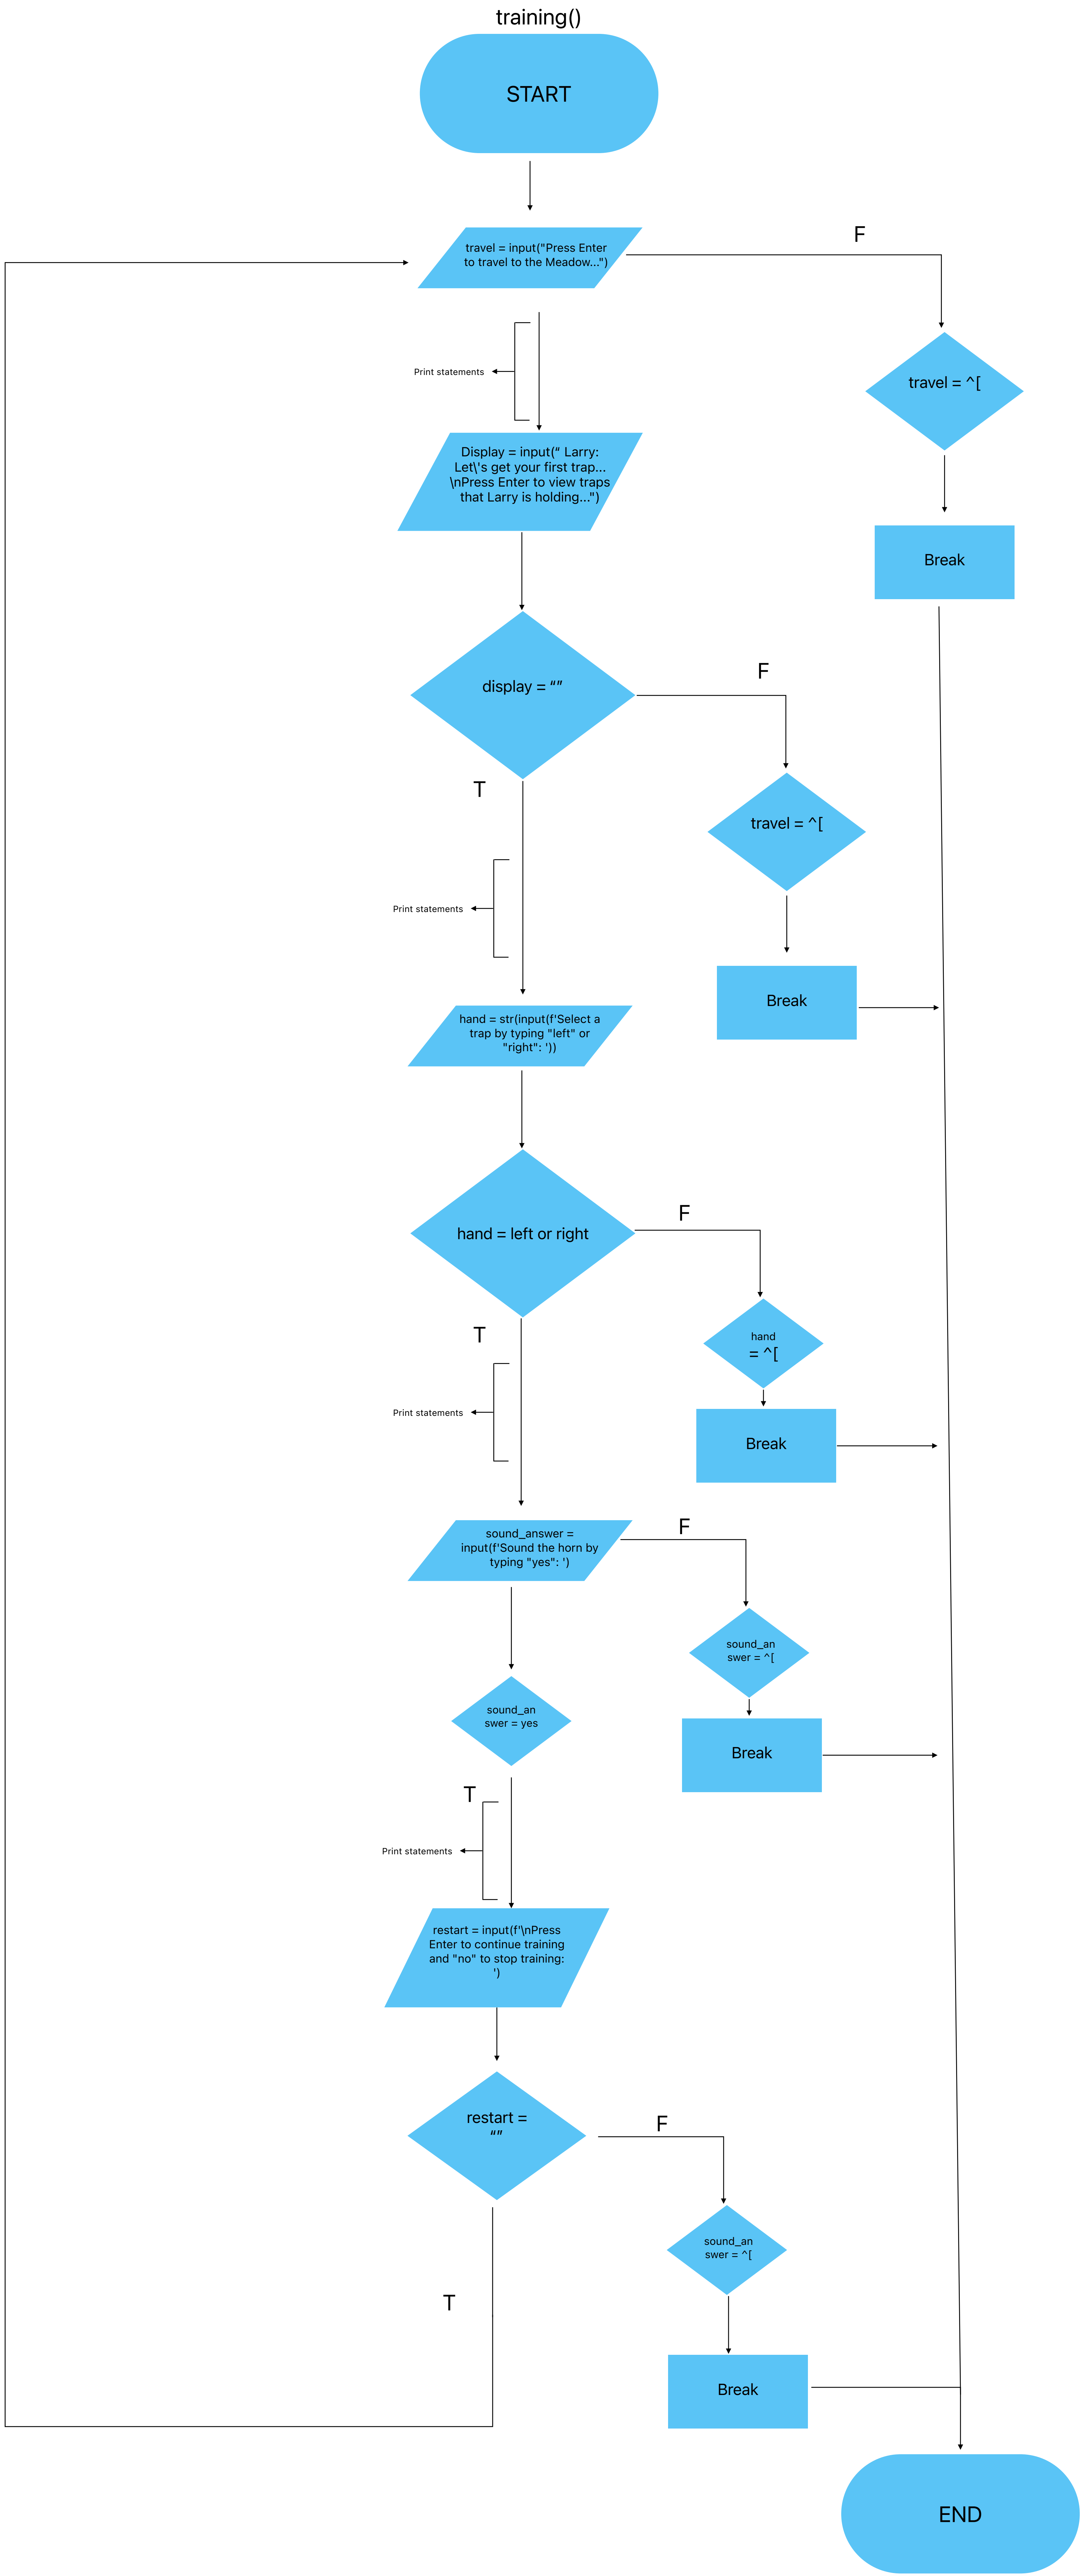 training()
START
travel = input("Press Enter
to travel to the Meadow...")
F
travel = ^[
Break
Print statements
Display = input(“ Larry:
Let\'s get your first trap...
\nPress Enter to view traps
that Larry is holding...")
display = “”
F
T
travel = ^[
Break
Print statements
hand = str(input(f'Select a
trap by typing "left" or
"right": '))
hand = left or right
F
T
hand
= ^[
Break
Print statements
sound_answer =
input(f'Sound the horn by
typing "yes": ')
F
sound_an
swer = ^[
Break
sound_an
swer = yes
T
Print statements
restart = input(f'\nPress
Enter to continue training
and "no" to stop training:
')
restart =
“”
F
T
sound_an
swer = ^[
Break
END